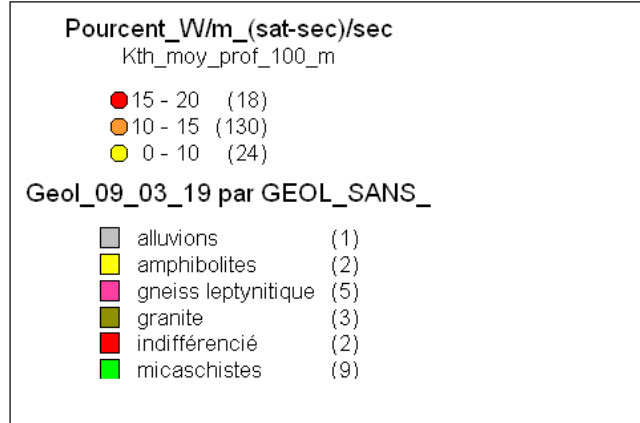 Pourcent_W/m_(sat-sec)/sec
Kth_moy_prof_100_m
15 - 20 (18)
10 - 15 (130)
0 - 10 (24)
Geol_09_03_19 par GEOL_SANS_
alluvions (1)
amphibolites (2)
gneiss leptynitique (5)
granite (3)
indifférencié (2)
micaschistes (9)